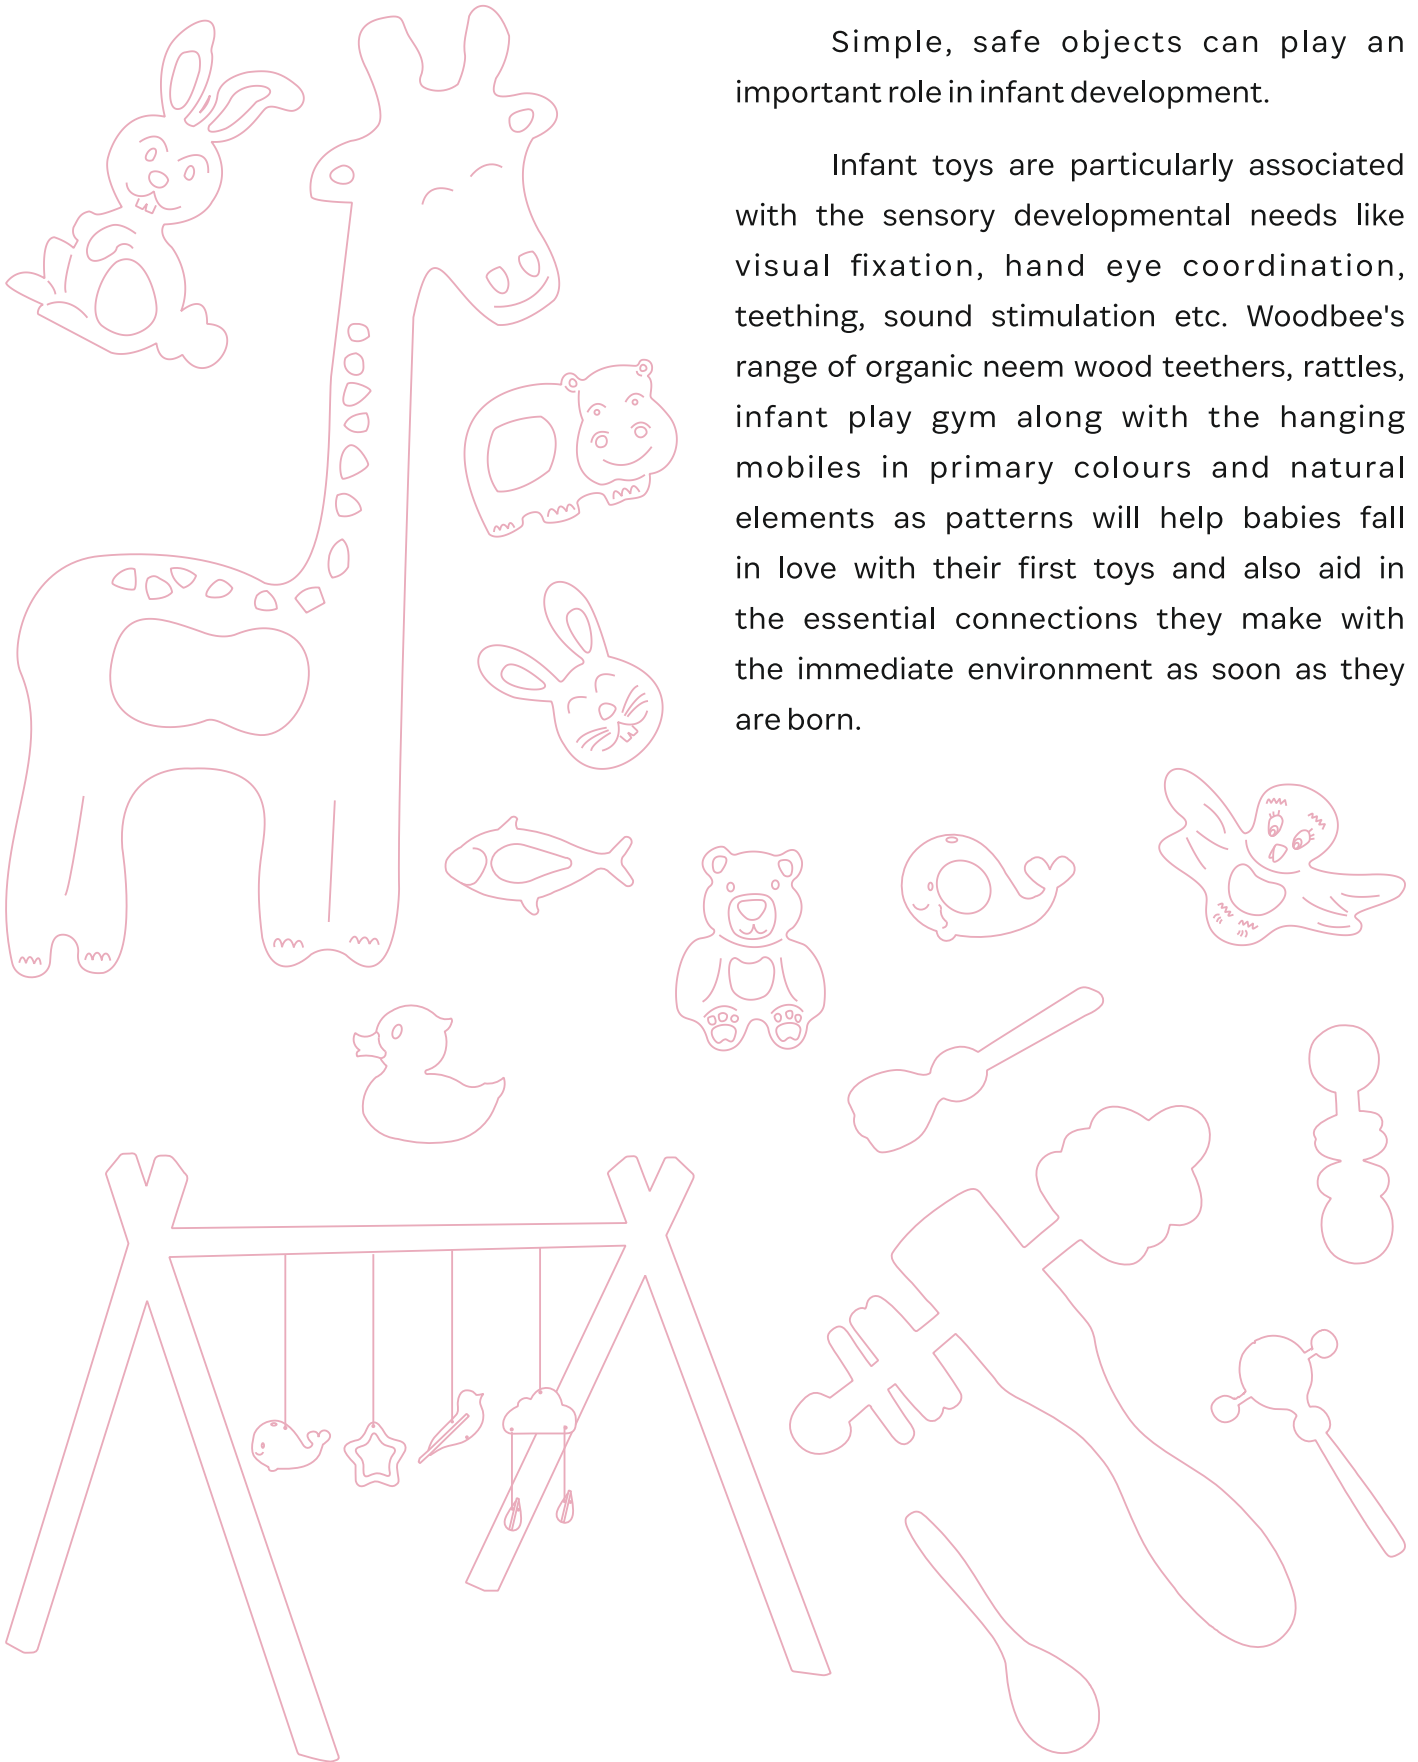 Simple, safe objects can play an
important role in infant development.
Infant toys are particularly associated
with the sensory developmental needs like
visual fixation, hand eye coordination,
teething, sound stimulation etc. Woodbee's
range of organic neem wood teethers, rattles,
infant play gym along with the hanging
mobiles in primary colours and natural
elements as patterns will help babies fall
in love with their first toys and also aid in
the essential connections they make with
the immediate environment as soon as they
are born.